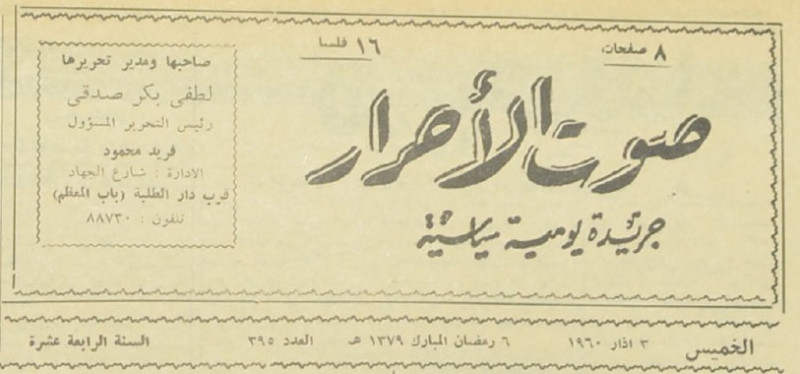 ٨ صفحات
١٦ فلسا
صوت الأحرار
جريدة يومية سياسية
صاحبها ومدير تحريرها
لطفي بكر صدقي
رئيس التحرير المسؤول
فريد محمود
الادارة : شارع الجهاد
قرب دار الطلبة (باب المعظم)
تلفون : ٨٨٧٣٠
الخميس ٣ اذار ١٩٦٠ ٦ رمضان المبارك ١٣٧٩ هـ العدد ٣٩٥ السنة الرابعة عشرة